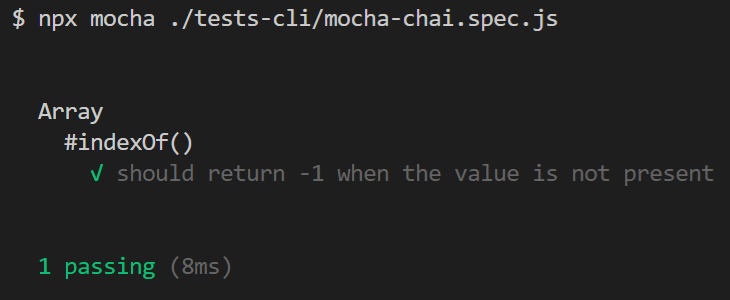 $ npx mocha ./tests-cli/mocha-chai.spec.js
Array
#indexOf()
√ should return -1 when the value is not present
1 passing (8ms)